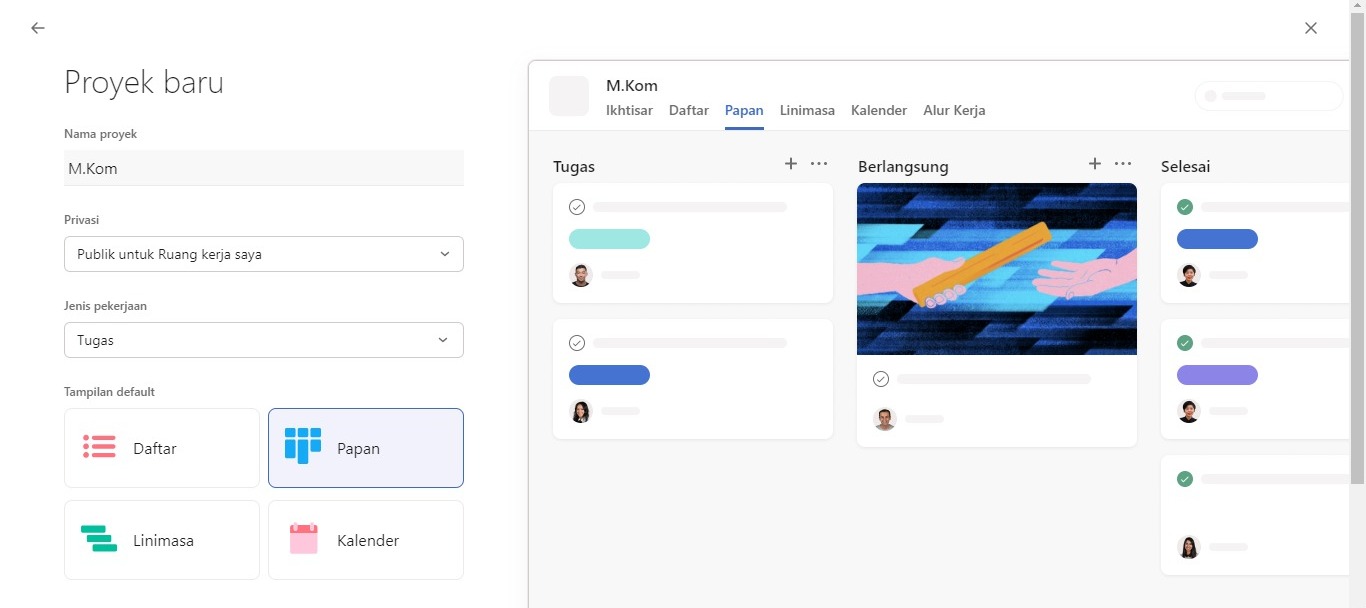 Proyek baru
Nama proyek
M.Kom
Privasi
Publik untuk Ruang kerja saya
Jenis pekerjaan
Tugas
Tampilan default
Daftar
Papan
Linimasa
Kalender
M.Kom
Ikhtisar Daftar Papan Linimasa Kalender Alur Kerja
Tugas
Berlangsung
Selesai